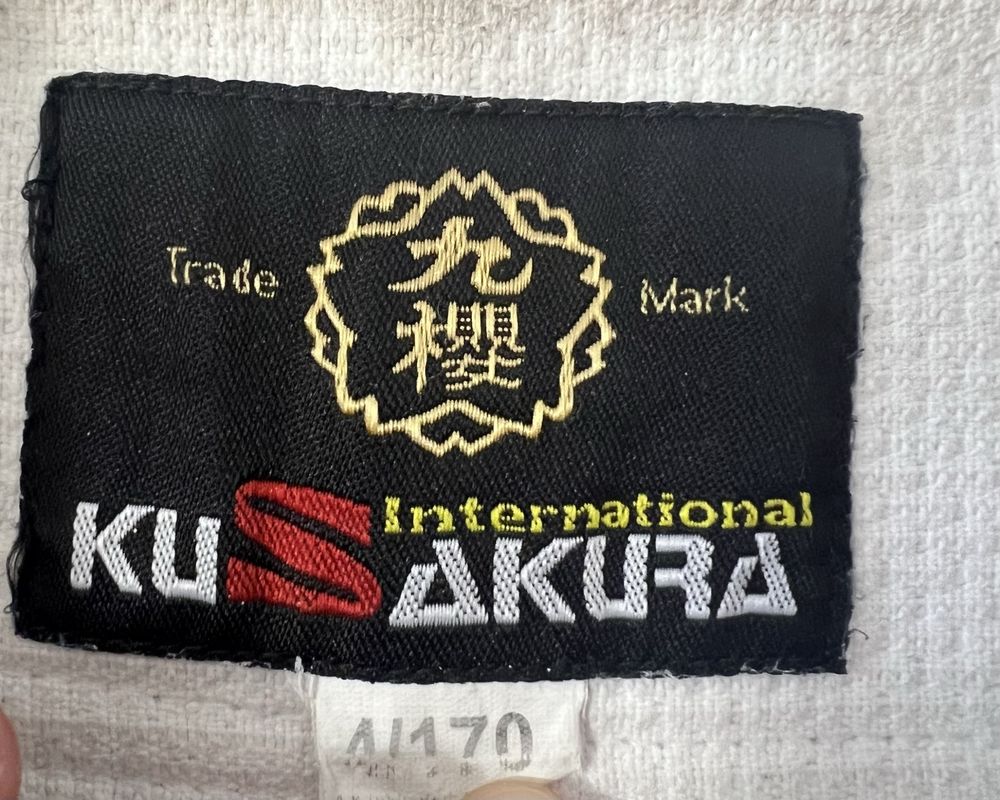 Trade
九
櫻
Mark
International
KUSAKURA
4/170